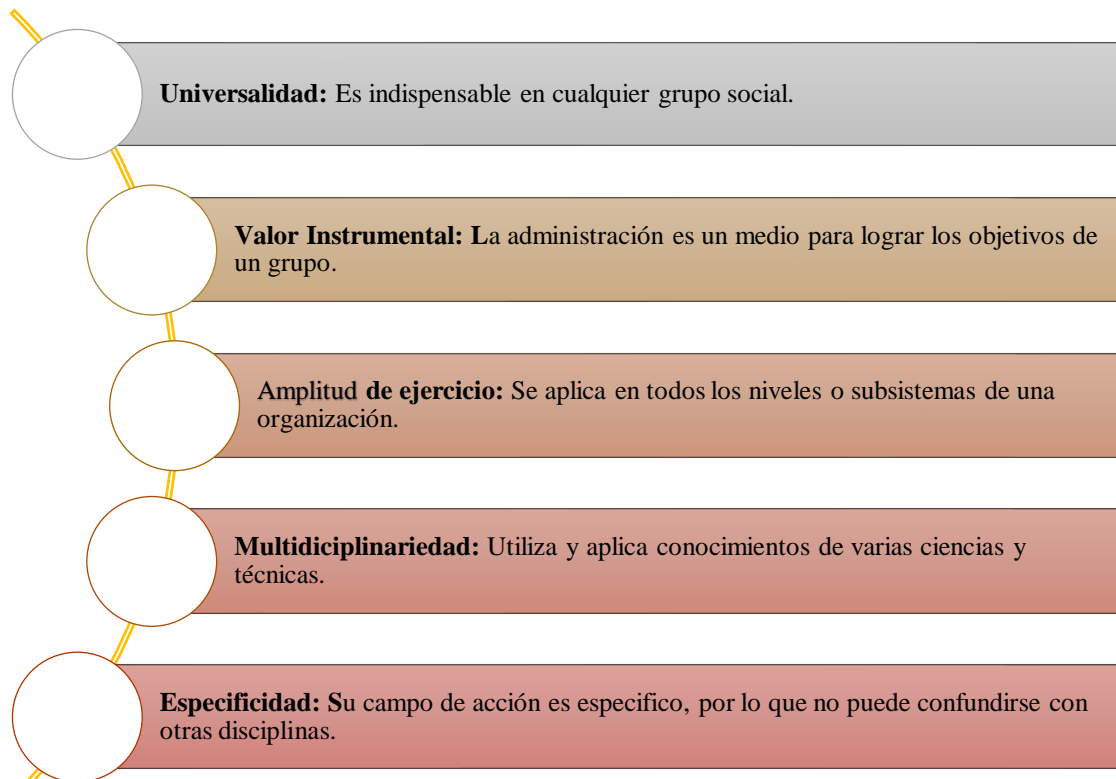 Universalidad: Es indispensable en cualquier grupo social.
Valor Instrumental: La administración es un medio para lograr los objetivos de
un grupo.
Amplitud de ejercicio: Se aplica en todos los niveles o subsistemas de una
organización.
Multidiciplinariedad: Utiliza y aplica conocimientos de varias ciencias y
técnicas.
Especificidad: Su campo de acción es especifico, por lo que no puede confundirse con
otras disciplinas.